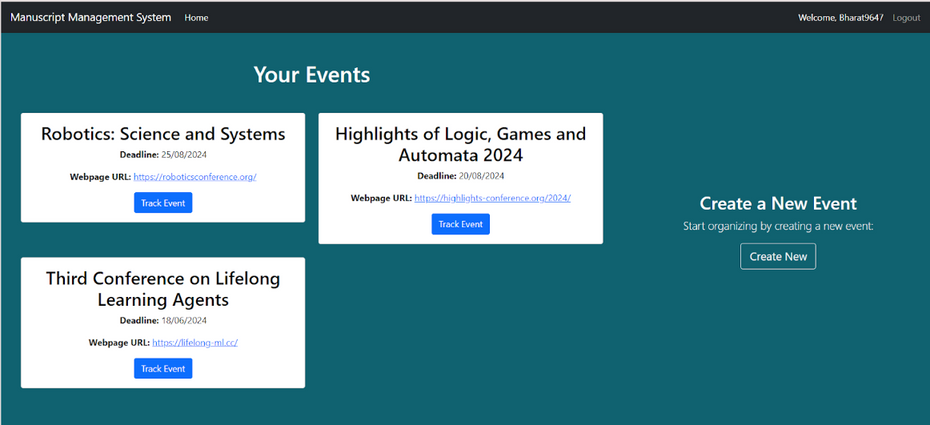 Manuscript Management System Home Welcome, Bharat9647 Logout
Your Events
Robotics: Science and Systems
Deadline: 25/08/2024
Webpage URL: https://roboticsconference.org/
Track Event
Highlights of Logic, Games and
Automata 2024
Deadline: 20/08/2024
Webpage URL: https://highlights-conference.org/2024/
Track Event
Third Conference on Lifelong
Learning Agents
Deadline: 18/06/2024
Webpage URL: https://lifelong-ml.cc/
Track Event
Create a New Event
Start organizing by creating a new event:
Create New